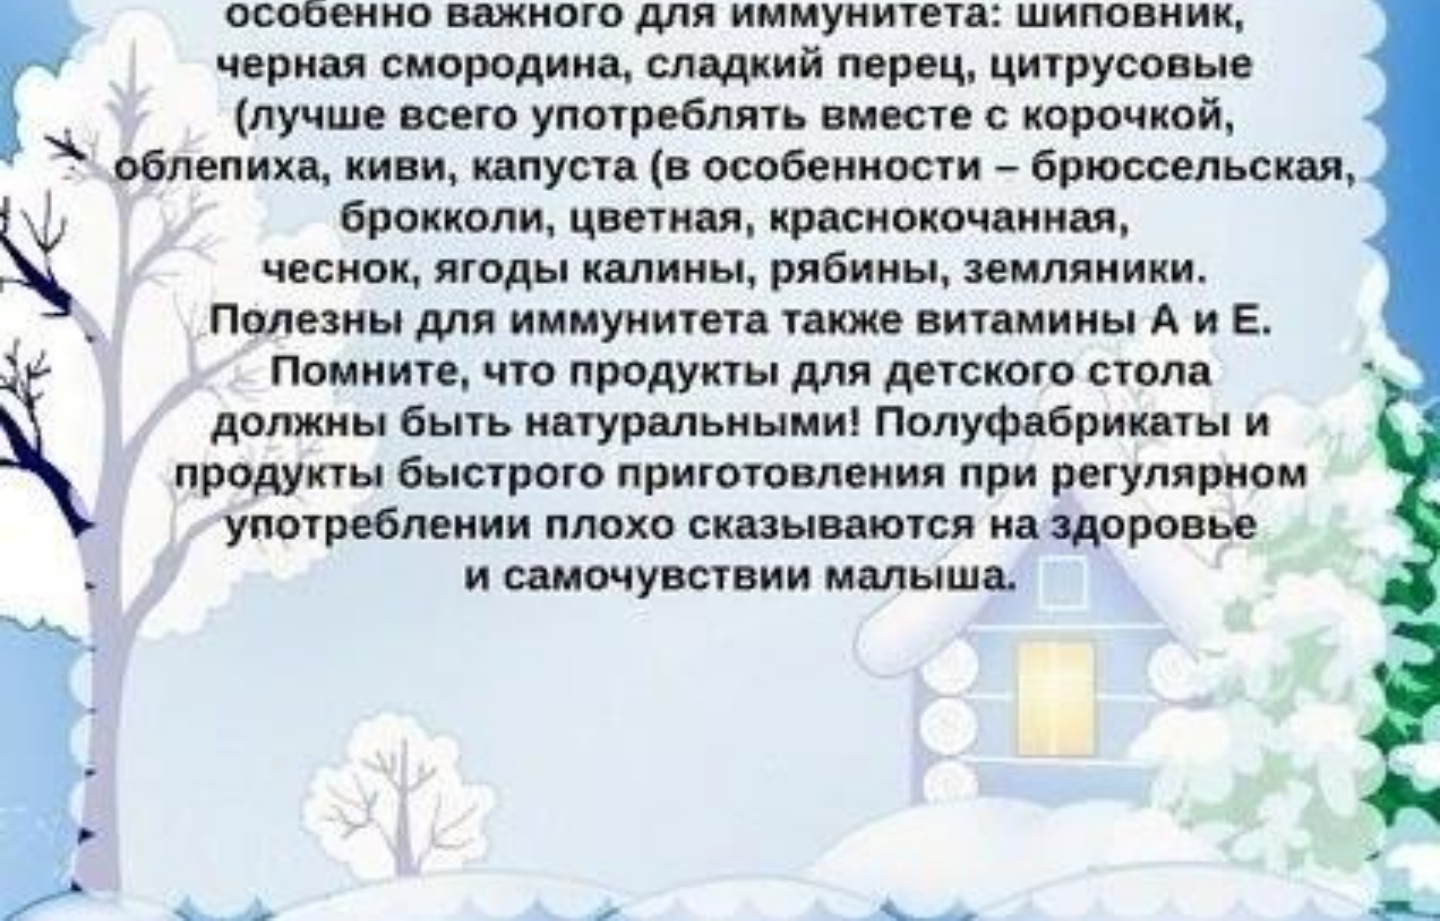 особенно важного для иммунитета: шиповник,
черная смородина, сладкий перец, цитрусовые
(лучше всего употреблять вместе с корочкой,
облепиха, киви, капуста (в особенности – брюссельская,
брокколи, цветная, краснокочанная,
чеснок, ягоды калины, рябины, земляники.
Полезны для иммунитета также витамины А и Е.
Помните, что продукты для детского стола
должны быть натуральными! Полуфабрикаты и
продукты быстрого приготовления при регулярном
употреблении плохо сказываются на здоровье
и самочувствии малыша.